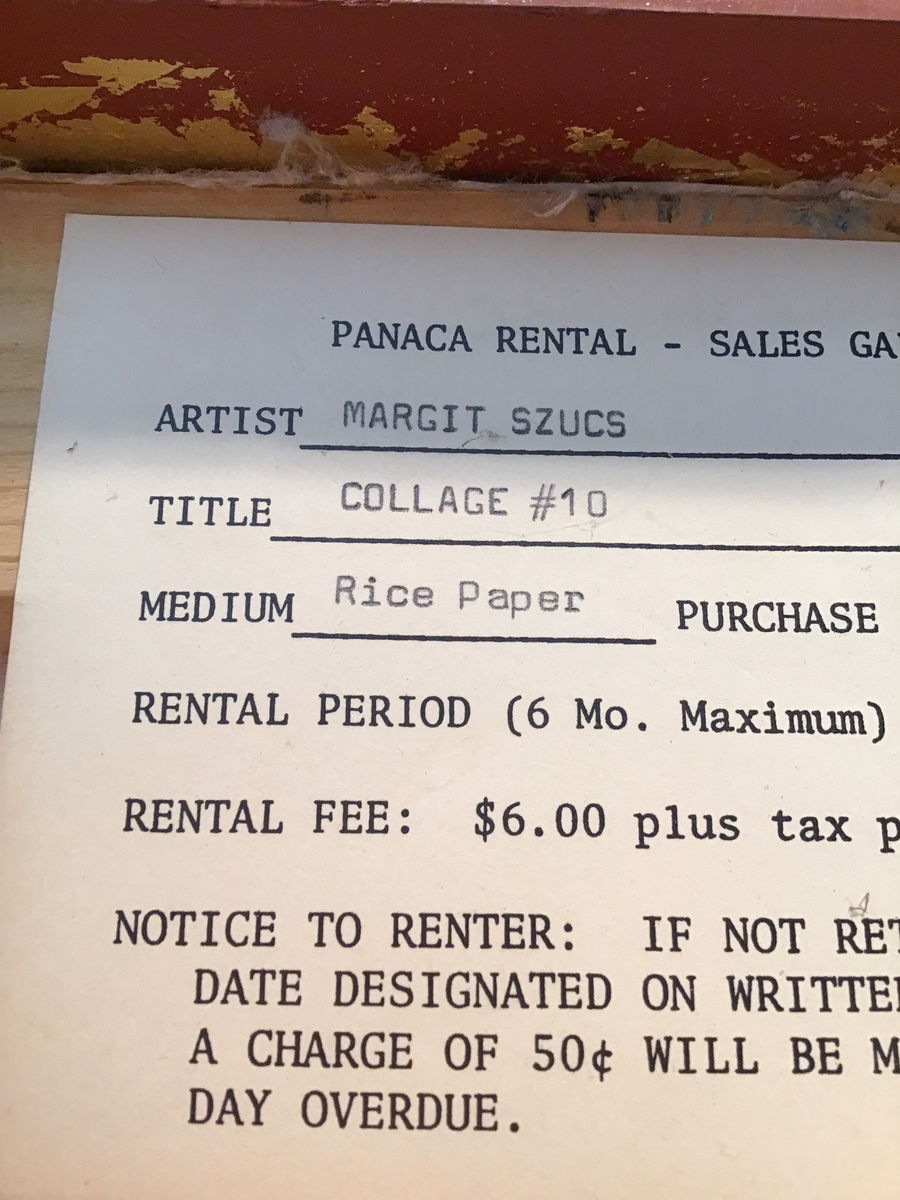 PANACA RENTAL - SALES
ARTIST MARGIT SZUCS
TITLE COLLAGE #10
MEDIUM Rice Paper PURCHASE
RENTAL PERIOD (6 Mo. Maximum)
RENTAL FEE: $6.00 plus tax
NOTICE TO RENTER: IF NOT
DATE DESIGNATED ON
A CHARGE OF 50¢ WILL BE
DAY OVERDUE.